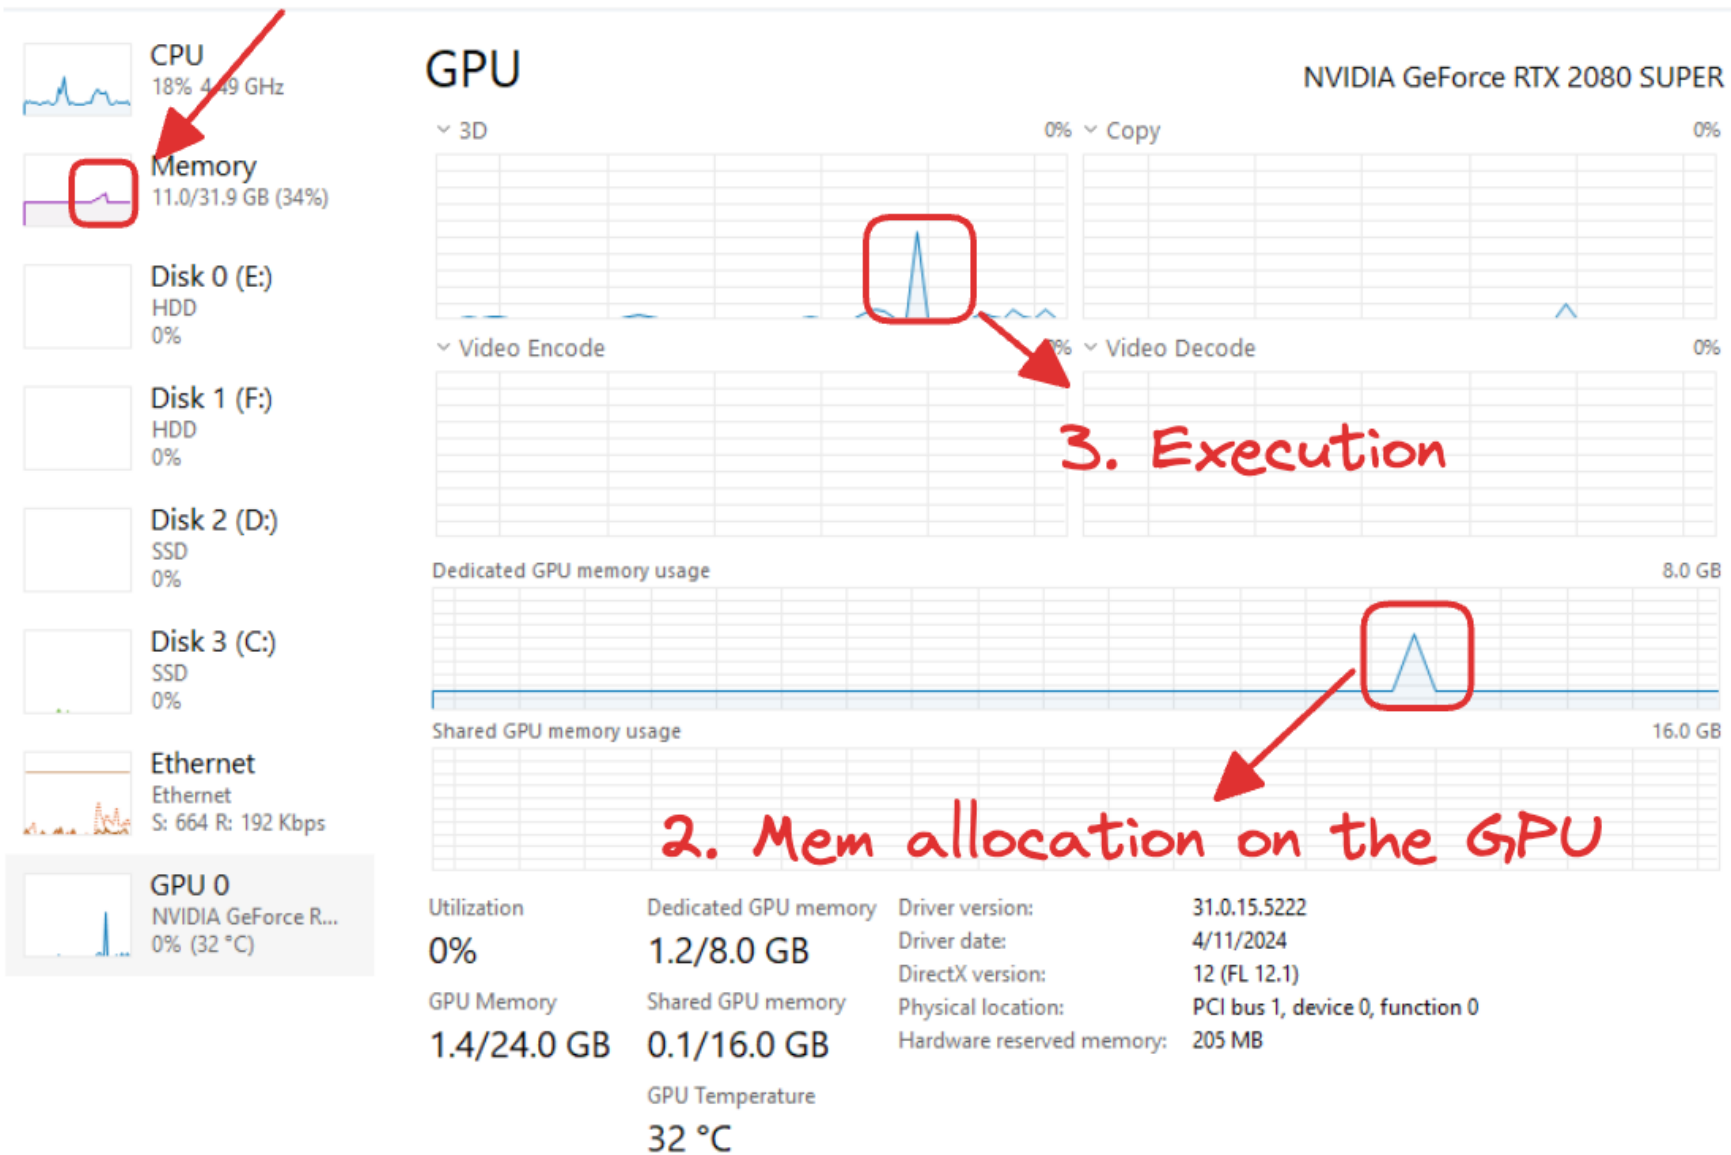 CPU
18% 4.49 GHz
Memory
11.0/31.9 GB (34%)
Disk 0 (E:)
HDD
0%
Disk 1 (F:)
HDD
0%
Disk 2 (D:)
SSD
0%
Disk 3 (C:)
SSD
0%
Ethernet
Ethernet
S: 664 R: 192 Kbps
GPU 0
NVIDIA GeForce R...
0% (32 °C)
GPU
NVIDIA GeForce RTX 2080 SUPER
3D 0%
Copy 0%
Video Encode 0%
Video Decode 0%
3. Execution
Dedicated GPU memory usage 8.0 GB
Shared GPU memory usage 16.0 GB
2. Mem allocation on the GPU
Utilization
0%
Dedicated GPU memory
1.2/8.0 GB
GPU Memory
1.4/24.0 GB
Shared GPU memory
0.1/16.0 GB
GPU Temperature
32 °C
Driver version: 31.0.15.5222
Driver date: 4/11/2024
DirectX version: 12 (FL 12.1)
Physical location: PCI bus 1, device 0, function 0
Hardware reserved memory: 205 MB